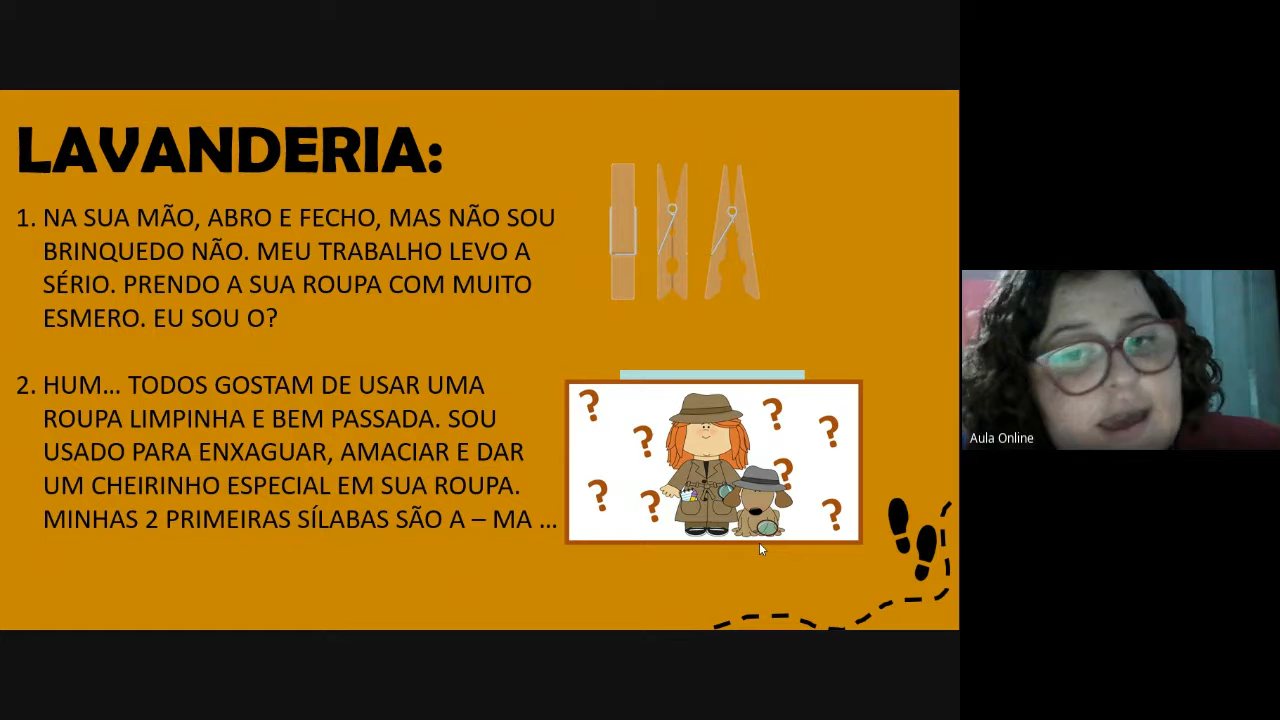 LAVANDERIA:
1. NA SUA MÃO, ABRO E FECHO, MAS NÃO SOU
BRINQUEDO NÃO. MEU TRABALHO LEVO A
SÉRIO. PRENDO A SUA ROUPA COM MUITO
ESMERO. EU SOU O?
2. HUM... TODOS GOSTAM DE USAR UMA
ROUPA LIMPINHA E BEM PASSADA. SOU
USADO PARA ENXAGUAR, AMACIAR E DAR
UM CHEIRINHO ESPECIAL EM SUA ROUPA.
MINHAS 2 PRIMEIRAS SÍLABAS SÃO A – MA ...
? ? ? ? ? ? ? ?
Aula Online